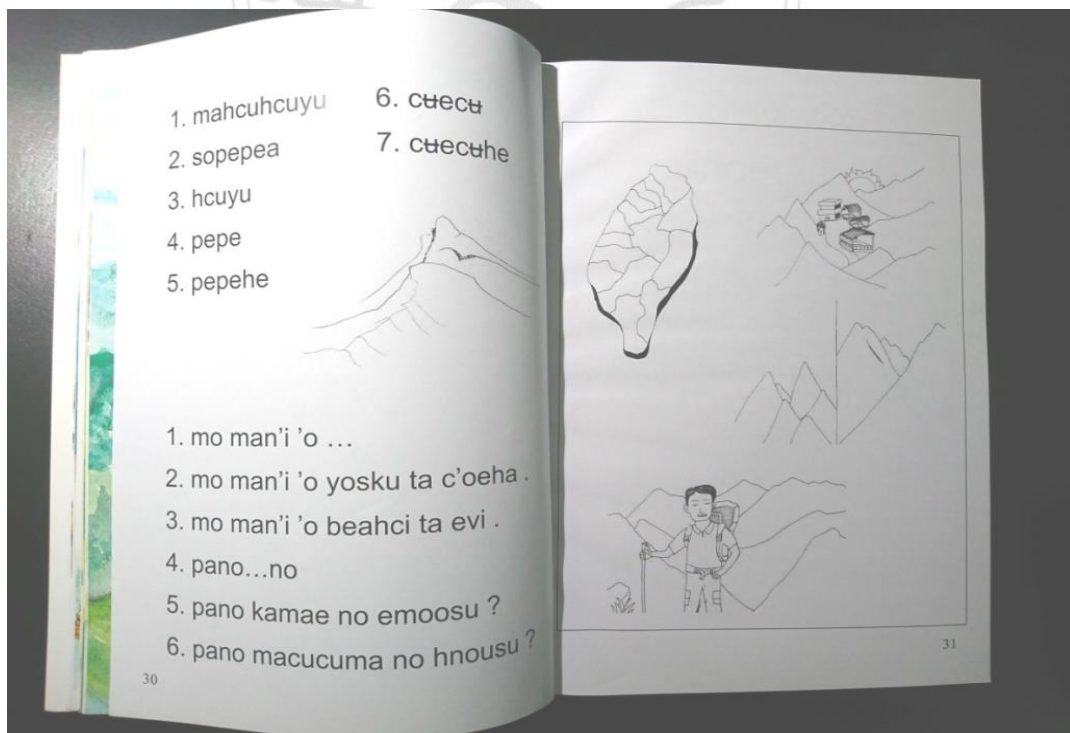 1. mahcuhcuyu
2. sopepea
3. hcuyu
4. pepe
5. pepehe
6. cʉecʉ
7. cʉecʉhe
1. mo man’i ’o …
2. mo man’i ’o yosku ta c’oeha .
3. mo man’i ’o beahci ta evi .
4. pano…no
5. pano kamae no emoosu ?
6. pano macucuma no hnousu ?
30
31